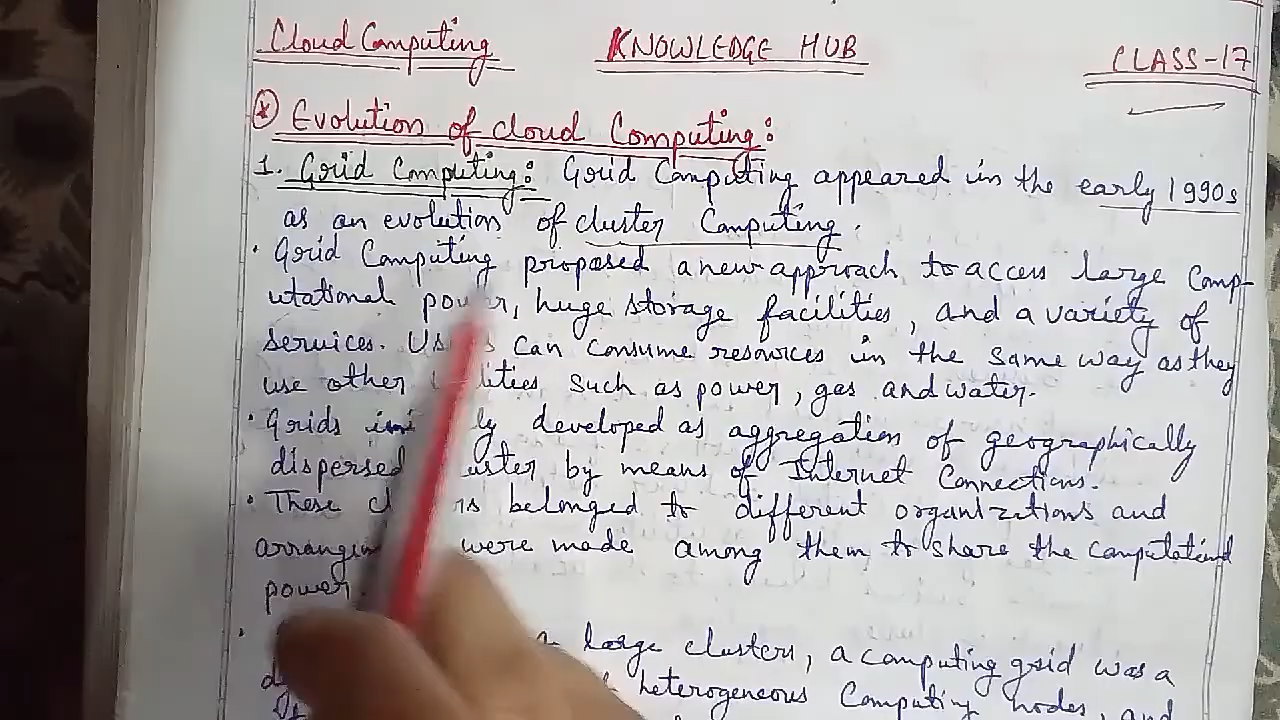 Cloud Computing KNOWLEDGE HUB CLASS-17
* Evolution of cloud Computing:
1. Grid Computing: Grid Computing appeared in the early 1990s
as an evolution of cluster Computing.
• Grid Computing proposed a new approach to access large Comp-
utational power, huge storage facilities, and a variety of
services. can consume resources in the same way as they
use other such as power, gas and water.
• Grids developed as aggregation of geographically
dispersed by means of Internet Connections.
• These belonged to different organizations and
were made among them to share the computational
power
• large clusters, a computing grid was a
heterogeneous Computing nodes, and